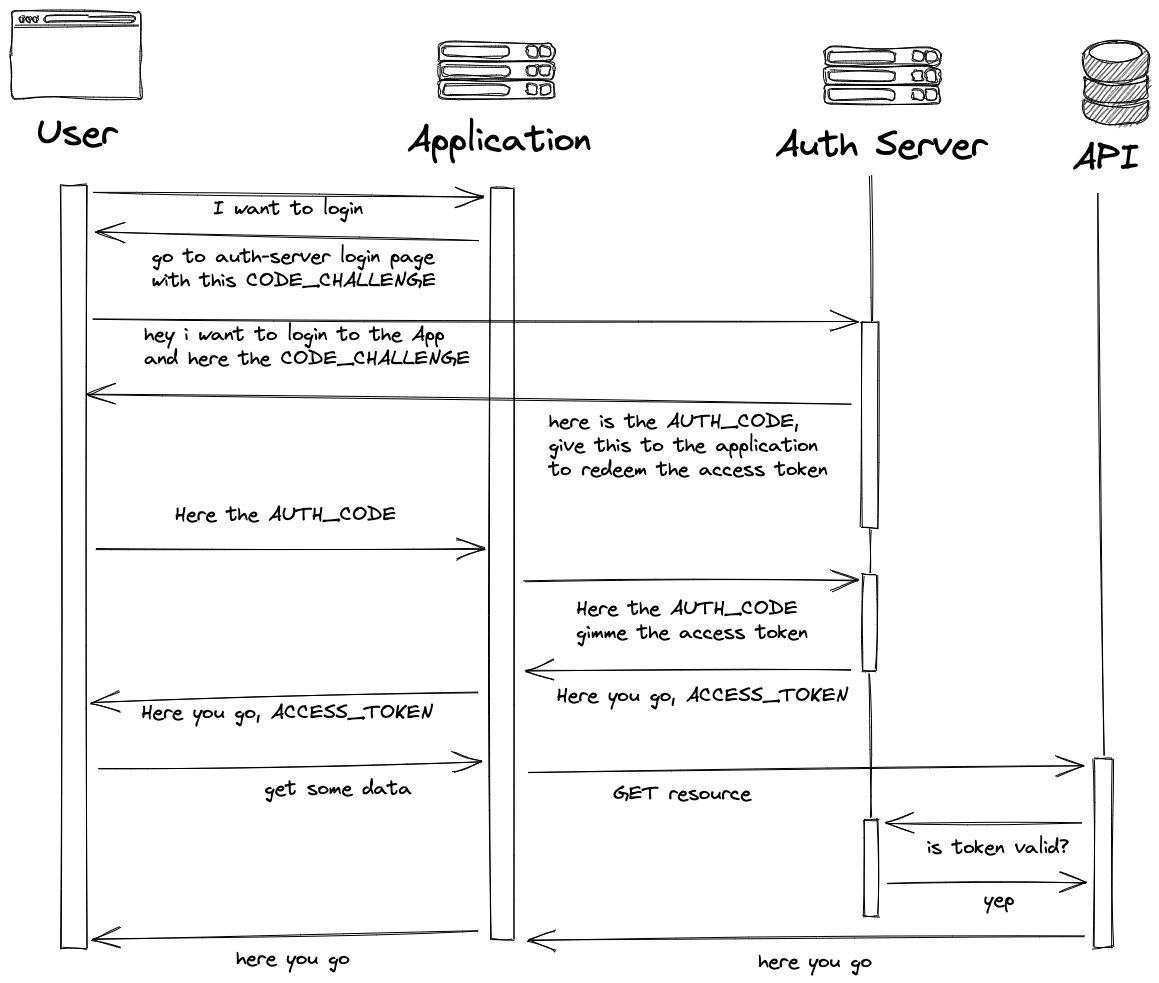 User
Application
Auth Server
API
I want to login
go to auth-server login page
with this CODE_CHALLENGE
hey i want to login to the App
and here the CODE_CHALLENGE
here is the AUTH_CODE,
give this to the application
to redeem the access token
Here the AUTH_CODE
Here the AUTH_CODE
gimme the access token
Here you go, ACCESS_TOKEN
Here you go, ACCESS_TOKEN
get some data
GET resource
is token valid?
yep
here you go
here you go